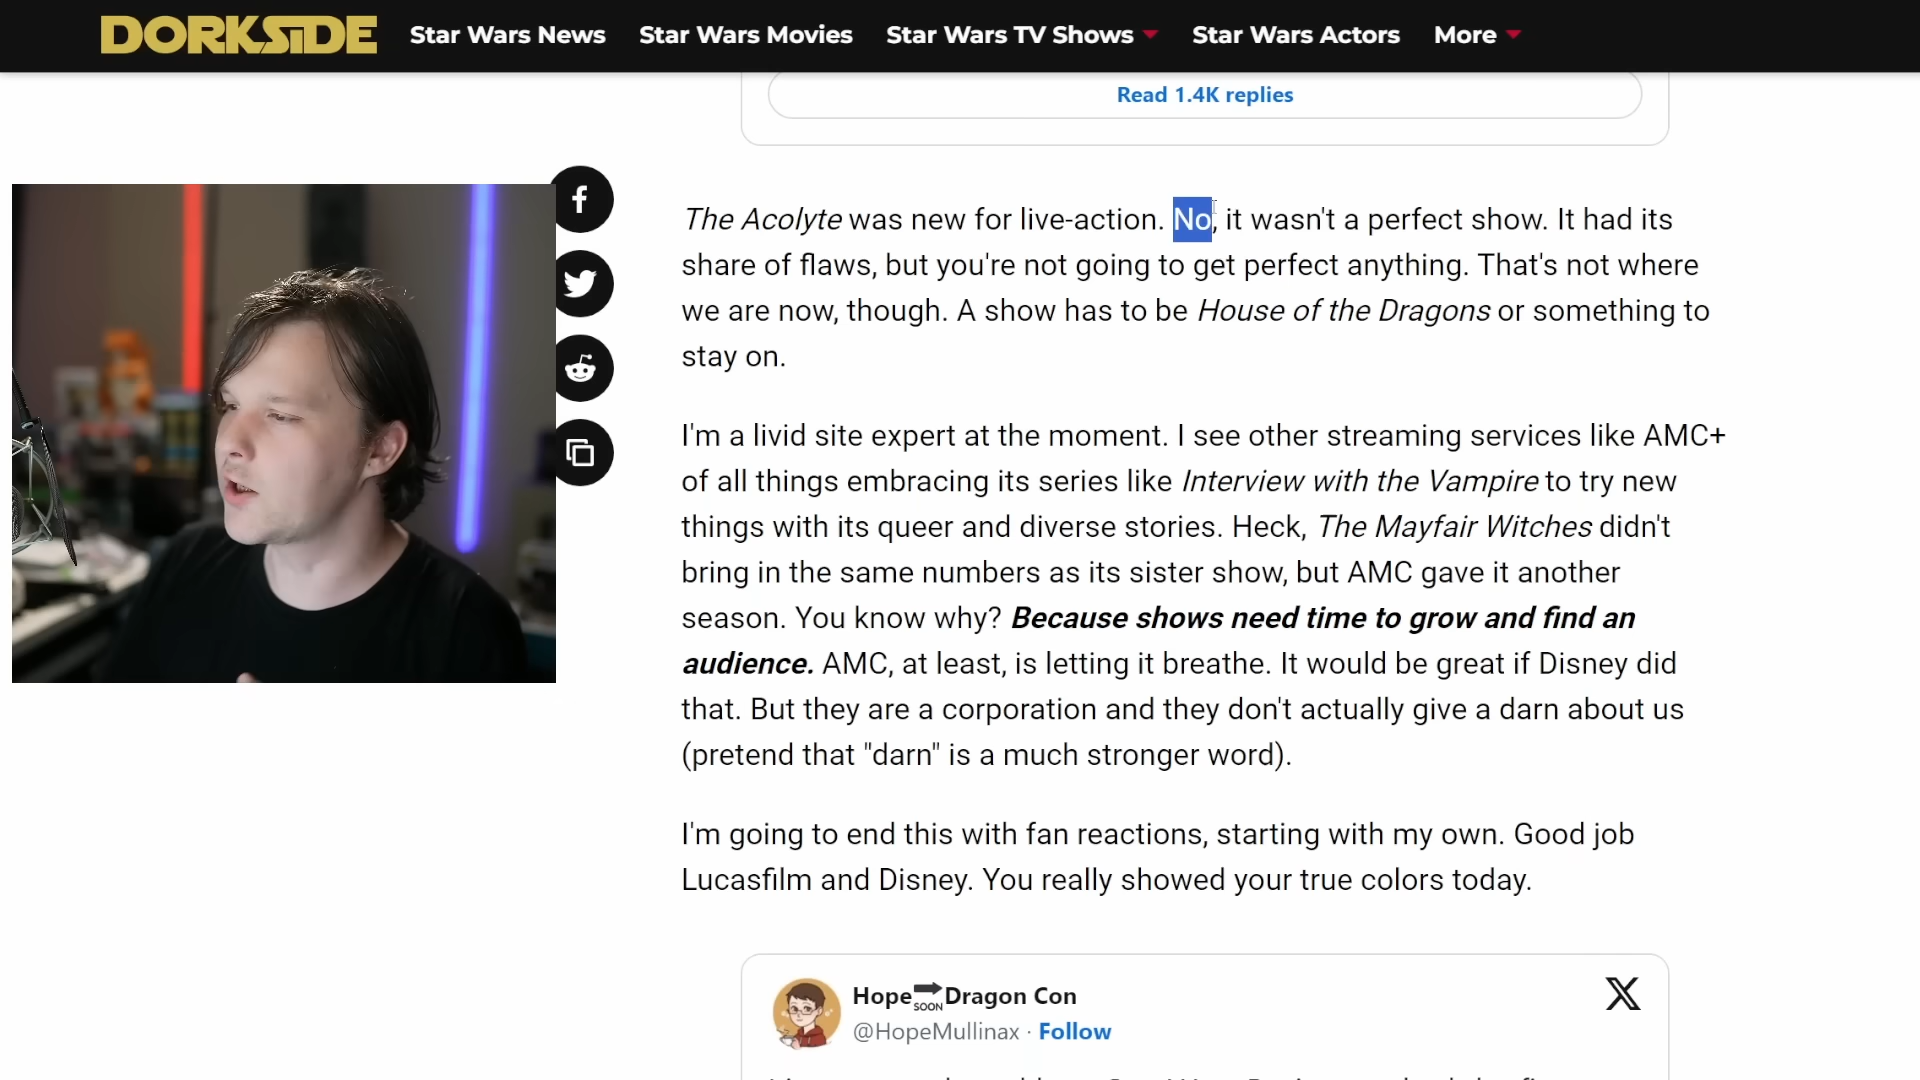 DORKSIDE
Star Wars News
Star Wars Movies
Star Wars TV Shows
Star Wars Actors
More
Read 1.4K replies
The Acolyte was new for live-action. No, it wasn't a perfect show. It had its
share of flaws, but you're not going to get perfect anything. That's not where
we are now, though. A show has to be House of the Dragons or something to
stay on.
I'm a livid site expert at the moment. I see other streaming services like AMC+
of all things embracing its series like Interview with the Vampire to try new
things with its queer and diverse stories. Heck, The Mayfair Witches didn't
bring in the same numbers as its sister show, but AMC gave it another
season. You know why? Because shows need time to grow and find an
audience. AMC, at least, is letting it breathe. It would be great if Disney did
that. But they are a corporation and they don't actually give a darn about us
(pretend that "darn" is a much stronger word).
I'm going to end this with fan reactions, starting with my own. Good job
Lucasfilm and Disney. You really showed your true colors today.
Hope SOON Dragon Con
@HopeMullinax · Follow